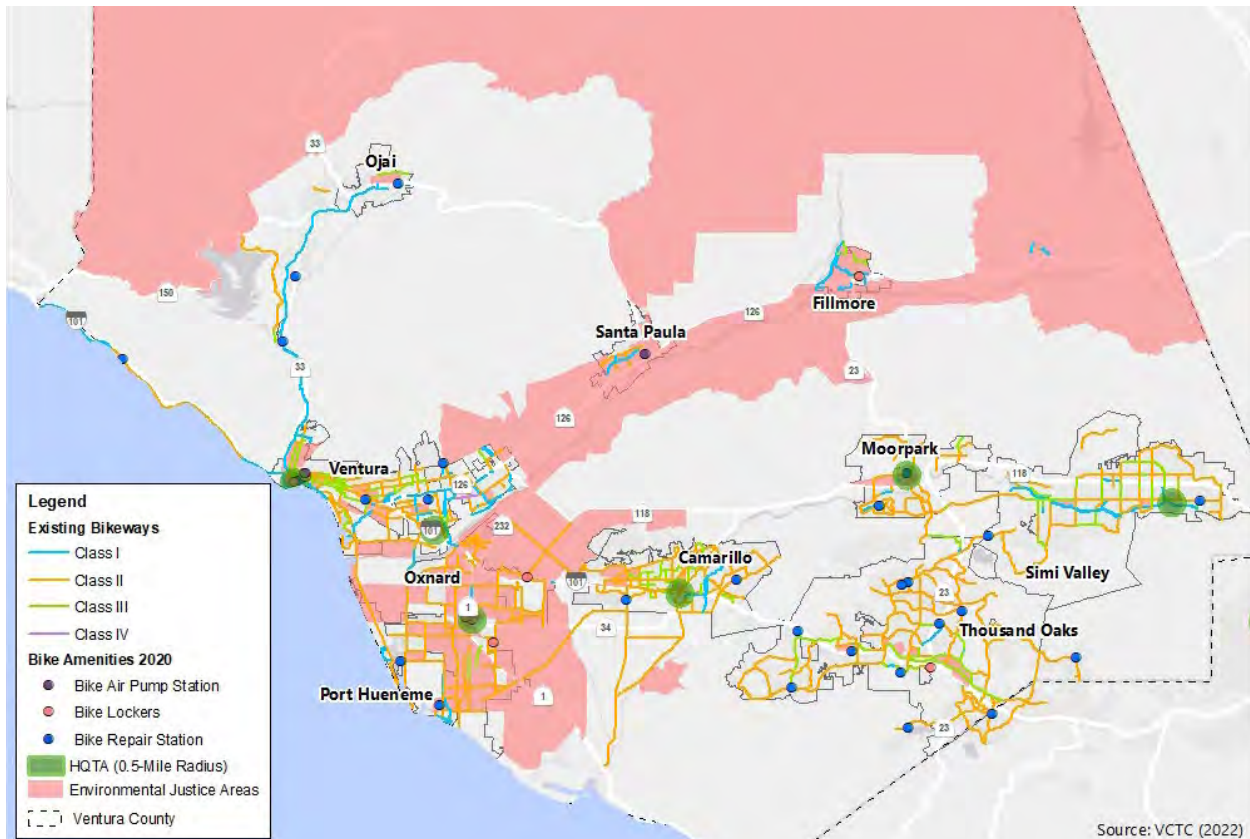 33
Ojai
150
Fillmore
101
126
Santa Paula
33
23
126
Moorpark
Ventura
118
126
118
101
232
Camarillo
Oxnard
101
Simi Valley
23
1
34
Thousand Oaks
Port Hueneme
1
23
Legend
Existing Bikeways
Class I
Class II
Class III
Class IV
Bike Amenities 2020
Bike Air Pump Station
Bike Lockers
Bike Repair Station
HQTA (0.5-Mile Radius)
Environmental Justice Areas
Ventura County
Source: VCTC (2022)